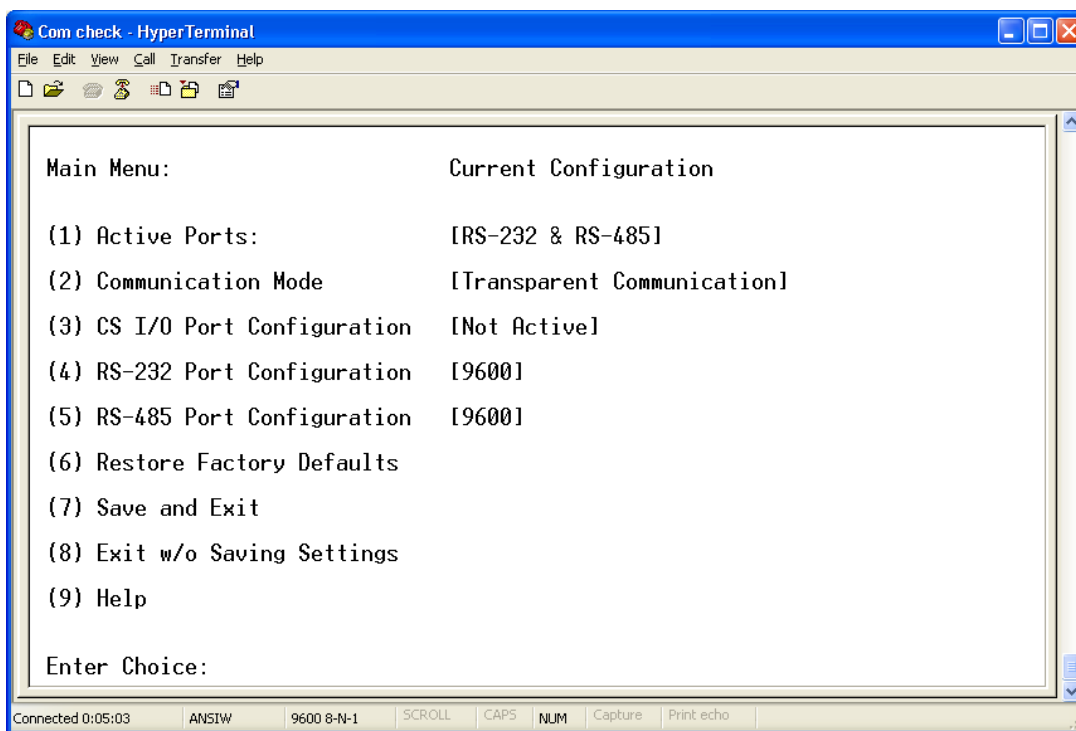 Com check - HyperTerminal
File Edit View Call Transfer Help
Main Menu: Current Configuration
(1) Active Ports: [RS-232 & RS-485]
(2) Communication Mode [Transparent Communication]
(3) CS I/O Port Configuration [Not Active]
(4) RS-232 Port Configuration [9600]
(5) RS-485 Port Configuration [9600]
(6) Restore Factory Defaults
(7) Save and Exit
(8) Exit w/o Saving Settings
(9) Help
Enter Choice:
Connected 0:05:03 ANSIW 9600 8-N-1 SCROLL CAPS NUM Capture Print echo